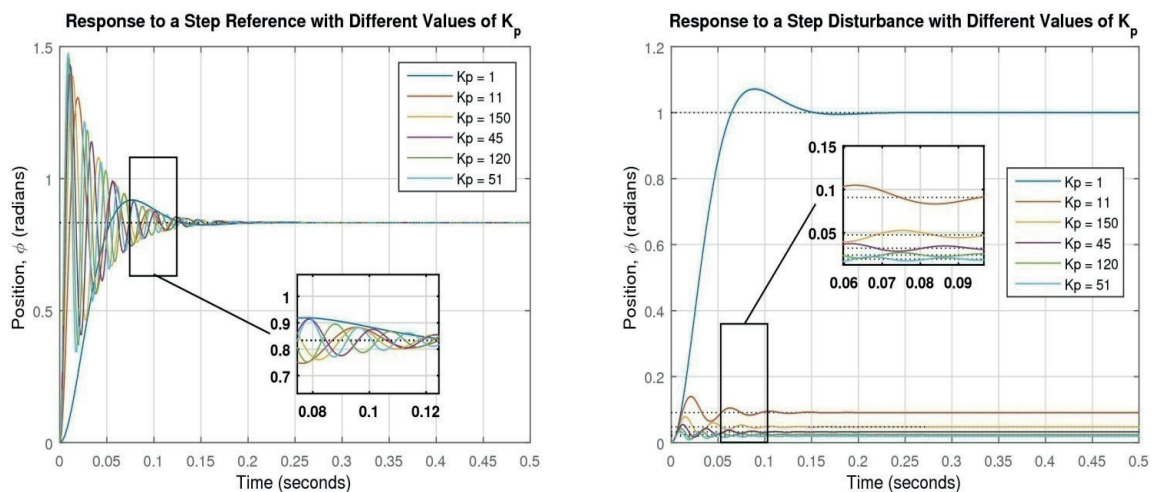 Response to a Step Reference with Different Values of K_p
Position, ϕ (radians)
1.5
1
0.5
0
Kp = 1
Kp = 11
Kp = 150
Kp = 45
Kp = 120
Kp = 51
1
0.9
0.8
0.7
0.08 0.1 0.12
0 0.05 0.1 0.15 0.2 0.25 0.3 0.35 0.4 0.45 0.5
Time (seconds)
Response to a Step Disturbance with Different Values of K_p
Position, ϕ (radians)
1.2
1
0.8
0.6
0.4
0.2
0
0.15
0.1
0.05
0.06 0.07 0.08 0.09
Kp = 1
Kp = 11
Kp = 150
Kp = 45
Kp = 120
Kp = 51
0 0.05 0.1 0.15 0.2 0.25 0.3 0.35 0.4 0.45 0.5
Time (seconds)